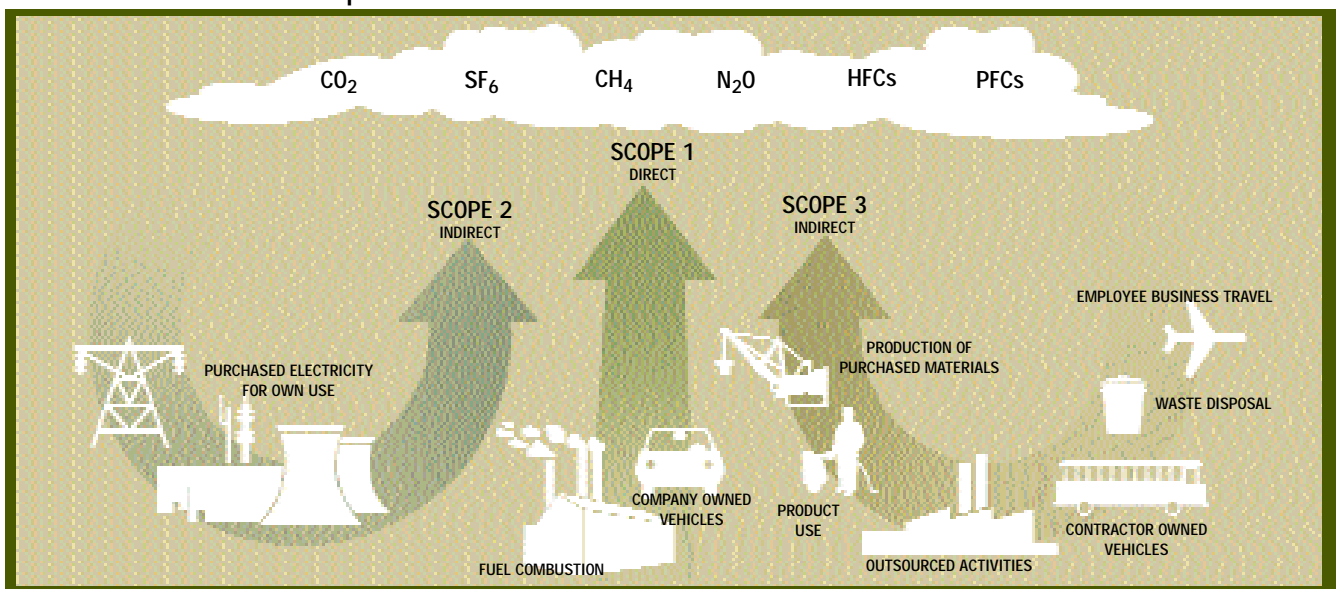 CO2
SF6
CH4
N2O
HFCs
PFCs
SCOPE 1
DIRECT
SCOPE 2
INDIRECT
SCOPE 3
INDIRECT
EMPLOYEE BUSINESS TRAVEL
PURCHASED ELECTRICITY
FOR OWN USE
PRODUCTION OF
PURCHASED MATERIALS
WASTE DISPOSAL
COMPANY OWNED
VEHICLES
PRODUCT
USE
CONTRACTOR OWNED
VEHICLES
FUEL COMBUSTION
OUTSOURCED ACTIVITIES